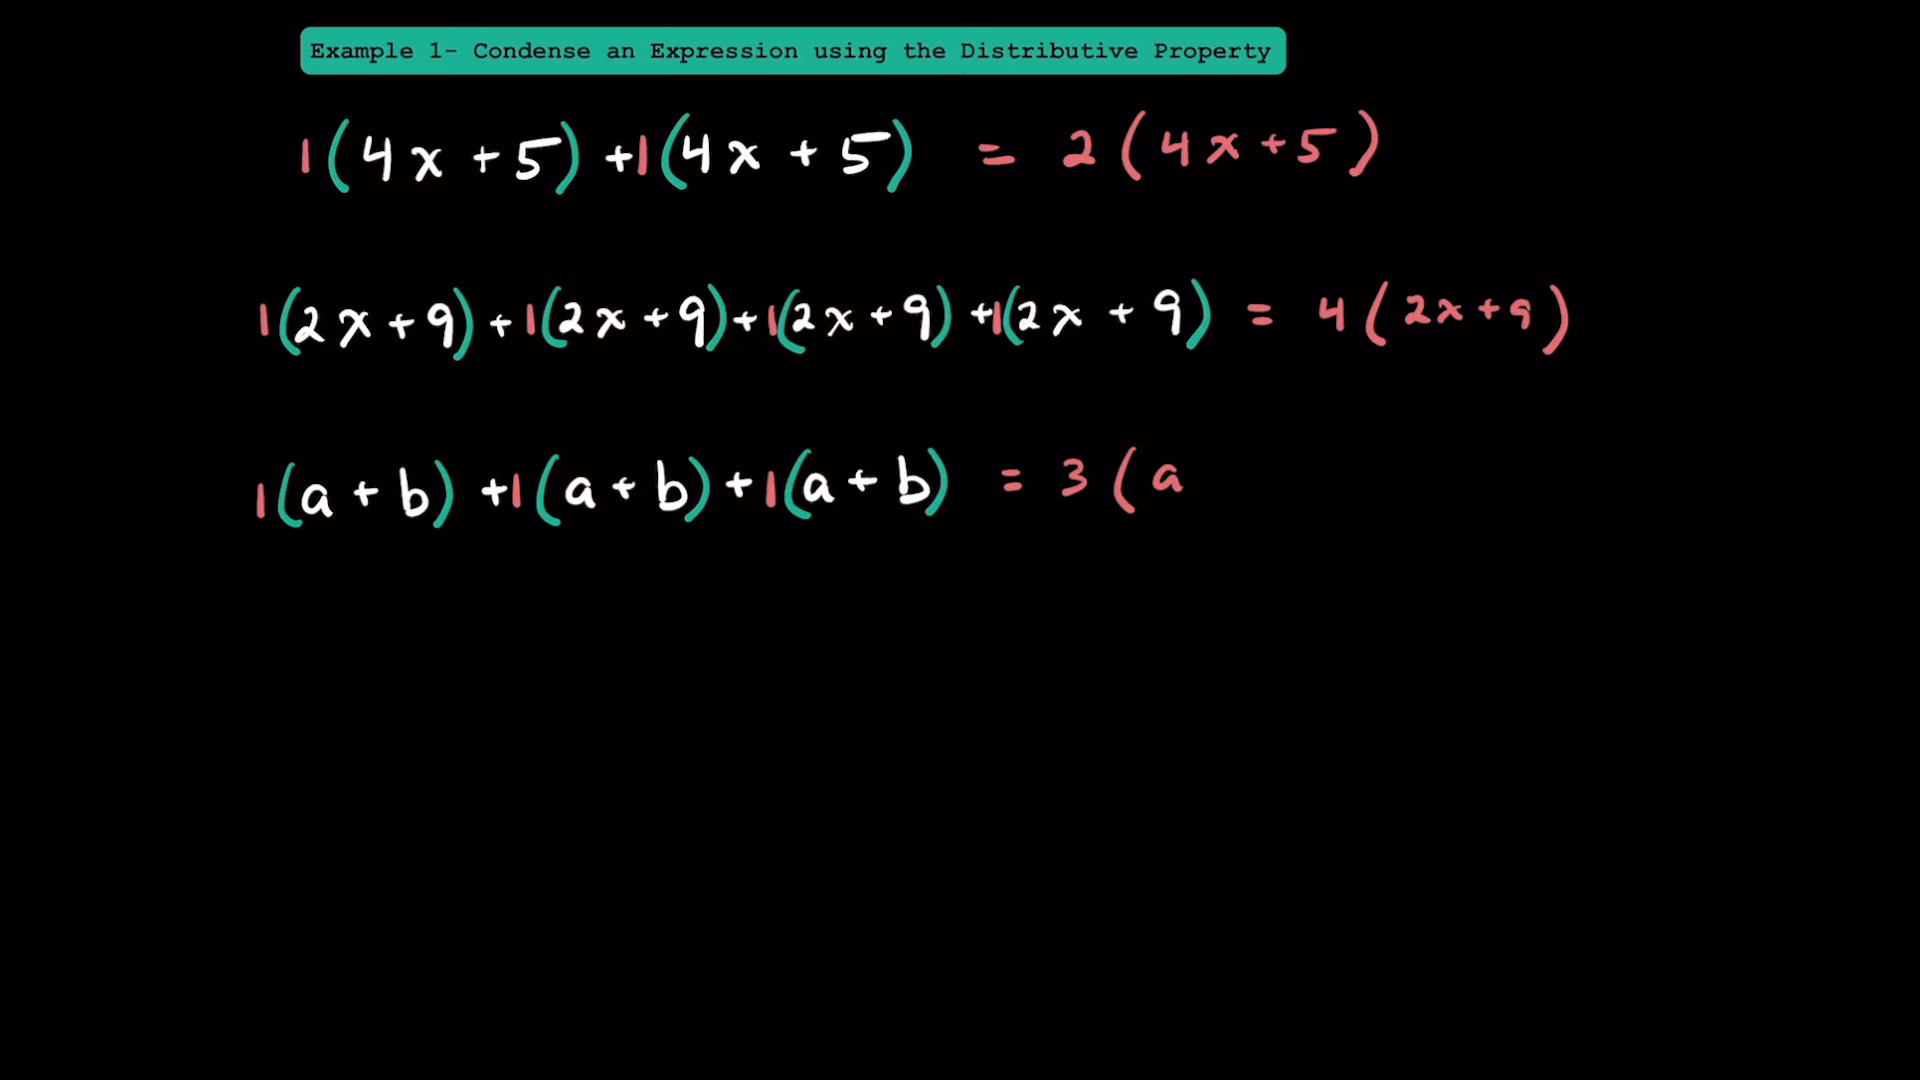 Example 1- Condense an Expression using the Distributive Property
1(4x+5)+1(4x+5) = 2(4x+5)
1(2x+9)+1(2x+9)+1(2x+9)+1(2x+9) = 4(2x+9)
1(a+b)+1(a+b)+1(a+b) = 3(a